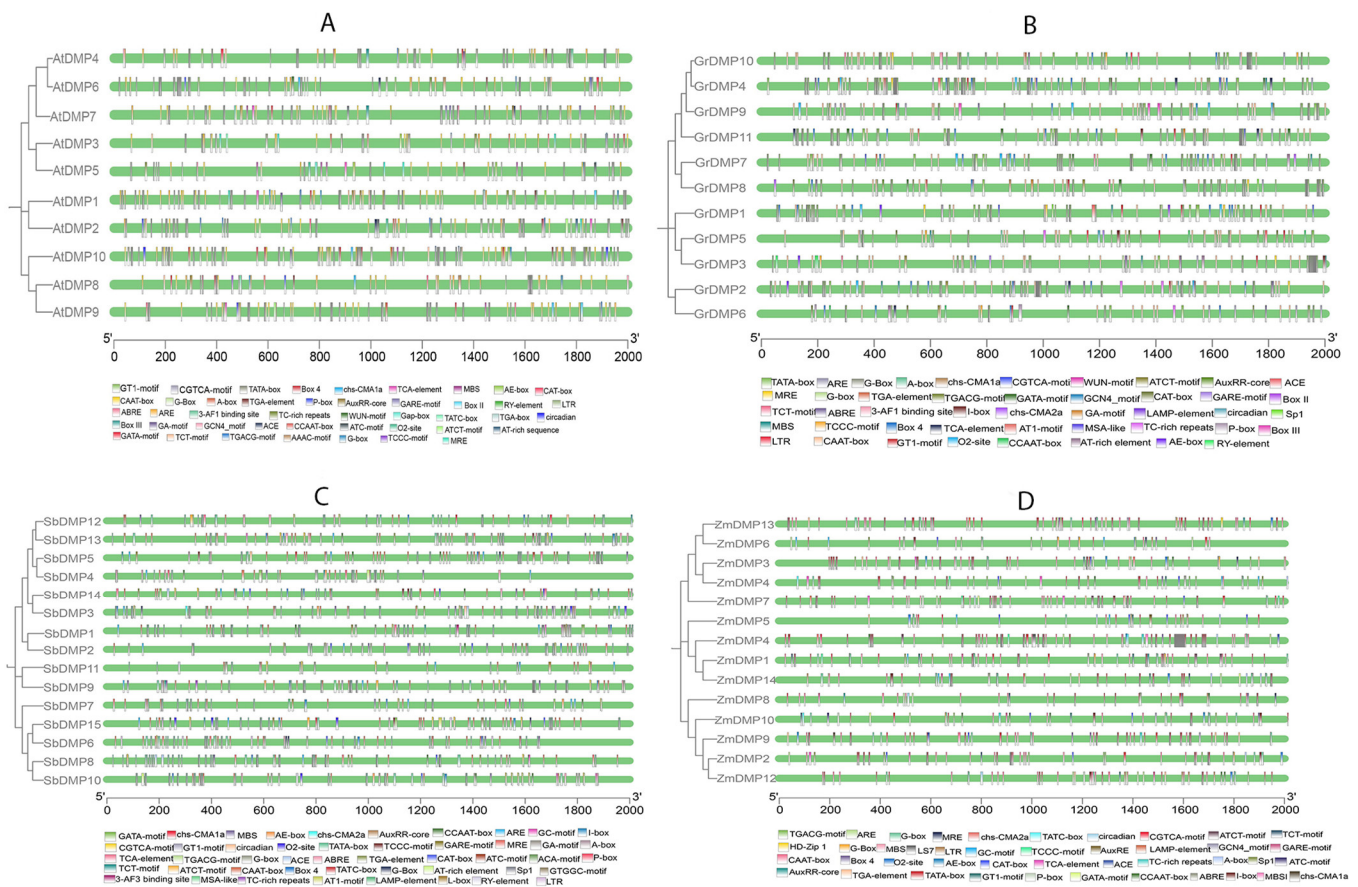 A
AtDMP4
AtDMP6
AtDMP7
AtDMP3
AtDMP5
AtDMP1
AtDMP2
AtDMP10
AtDMP8
AtDMP9
5' 3'
0 200 400 600 800 1000 1200 1400 1600 1800 2000
GT1-motif CGTCA-motif TATA-box Box 4 chs-CMA1a TCA-element MBS AE-box CAT-box
CAAT-box G-Box A-box TGA-element P-box AuxRR-core GARE-motif Box II RY-element LTR
ABRE ARE 3-AF1 binding site TC-rich repeats WUN-motif Gap-box TATC-box TGA-box circadian
Box III GA-motif GCN4_motif ACE CCAAT-box ATC-motif O2-site ATCT-motif AT-rich sequence
GATA-motif TCT-motif TGACG-motif AAAC-motif G-box TCCC-motif MRE
B
GrDMP10
GrDMP4
GrDMP9
GrDMP11
GrDMP7
GrDMP8
GrDMP1
GrDMP5
GrDMP3
GrDMP2
GrDMP6
5' 3'
0 200 400 600 800 1000 1200 1400 1600 1800 2000
TATA-box ARE G-Box A-box chs-CMA1a CGTCA-moti WUN-motif ATCT-motif AuxRR-core ACE
MRE G-box TGA-element TGACG-motif GATA-motif GCN4_motif CAT-box GARE-motif Box II
TCT-motif ABRE 3-AF1 binding site I-box chs-CMA2a GA-motif LAMP-element circadian Sp1
MBS TCCC-motif Box 4 TCA-element AT1-motif MSA-like TC-rich repeats P-box Box III
LTR CAAT-box GT1-motif O2-site CCAAT-box AT-rich element AE-box RY-element
C
SbDMP12
SbDMP13
SbDMP5
SbDMP4
SbDMP14
SbDMP3
SbDMP1
SbDMP2
SbDMP11
SbDMP9
SbDMP7
SbDMP15
SbDMP6
SbDMP8
SbDMP10
5' 3'
0 200 400 600 800 1000 1200 1400 1600 1800 2000
GATA-motif chs-CMA1a MBS AE-box chs-CMA2a AuxRR-core CCAAT-box ARE GC-motif I-box
CGTCA-motif GT1-motif circadian O2-site TATA-box TCCC-motif GARE-motif MRE GA-motif A-box
TCA-element TGACG-motif G-box ACE ABRE TGA-element CAT-box ATC-motif ACA-motif P-box
TCT-motif ATCT-motif CAAT-box Box 4 TATC-box G-Box AT-rich element Sp1 GTGGC-motif
3-AF3 binding site MSA-like TC-rich repeats AT1-motif LAMP-element L-box RY-element LTR
D
ZmDMP13
ZmDMP6
ZmDMP3
ZmDMP4
ZmDMP7
ZmDMP5
ZmDMP4
ZmDMP1
ZmDMP14
ZmDMP8
ZmDMP10
ZmDMP9
ZmDMP2
ZmDMP12
5' 3'
0 200 400 600 800 1000 1200 1400 1600 1800 2000
TGACG-motif ARE G-box MRE chs-CMA2a TATC-box circadian CGTCA-motif ATCT-motif TCT-motif
HD-Zip 1 G-Box MBS LS7 LTR GC-motif TCCC-motif AuxRE LAMP-element GCN4_motif GARE-motif
CAAT-box Box 4 O2-site AE-box CAT-box TCA-element ACE TC-rich repeats A-box Sp1 ATC-motif
AuxRR-core TGA-element TATA-box GT1-motif P-box GATA-motif CCAAT-box ABRE I-box MBSI chs-CMA1a